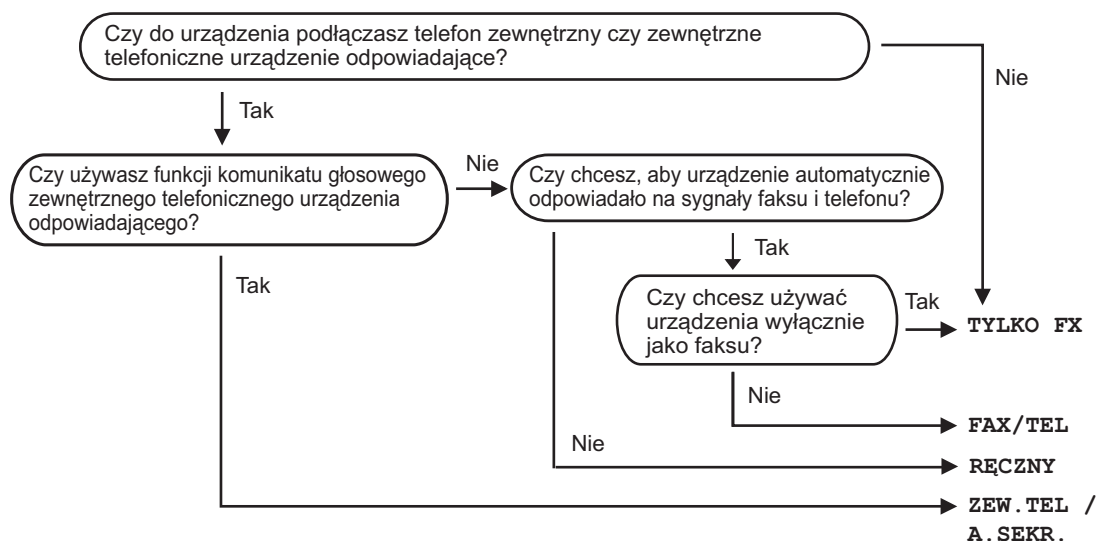 Czy do urządzenia podłączasz telefon zewnętrzny czy zewnętrzne
telefoniczne urządzenie odpowiadające?
Nie
Tak
Czy używasz funkcji komunikatu głosowego
zewnętrznego telefonicznego urządzenia
odpowiadającego?
Nie
Czy chcesz, aby urządzenie automatycznie
odpowiadało na sygnały faksu i telefonu?
Tak
Tak
Czy chcesz używać
urządzenia wyłącznie
jako faksu?
Tak
TYLKO FX
Nie
FAX/TEL
Nie
RĘCZNY
ZEW.TEL /
A.SEKR.